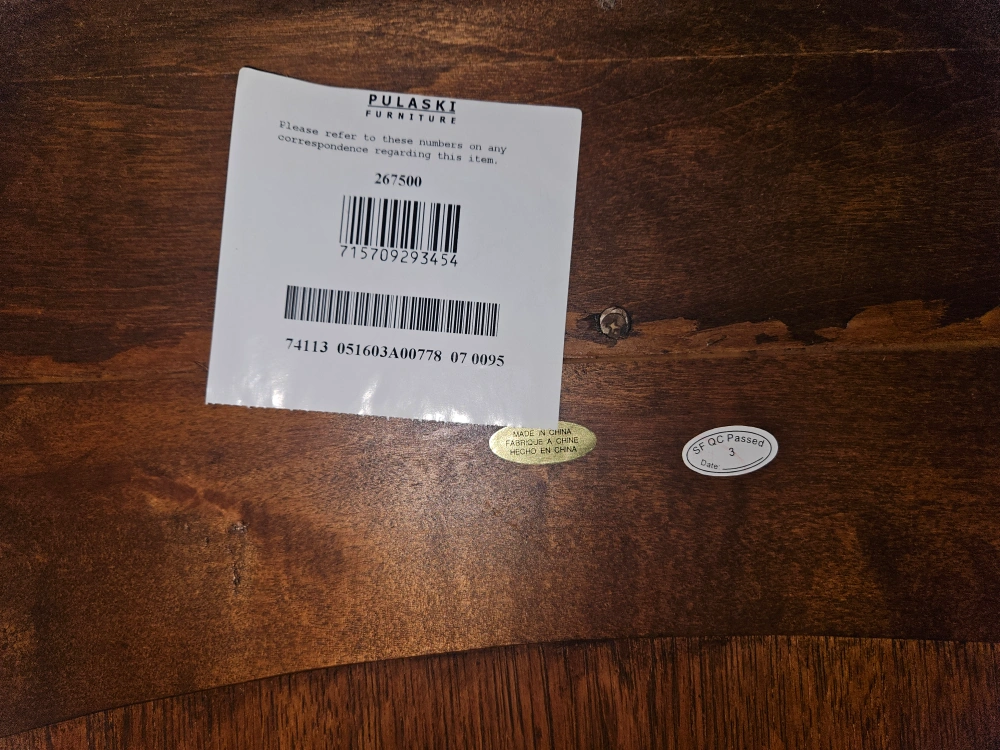 PULASKI
FURNITURE
Please refer to these numbers on any
correspondence regarding this item.
267500
715709293454
74113 051603A00778 07 0095
MADE IN CHINA
FABRIQUE A CHINE
HECHO EN CHINA
SF QC Passed
3
Date: